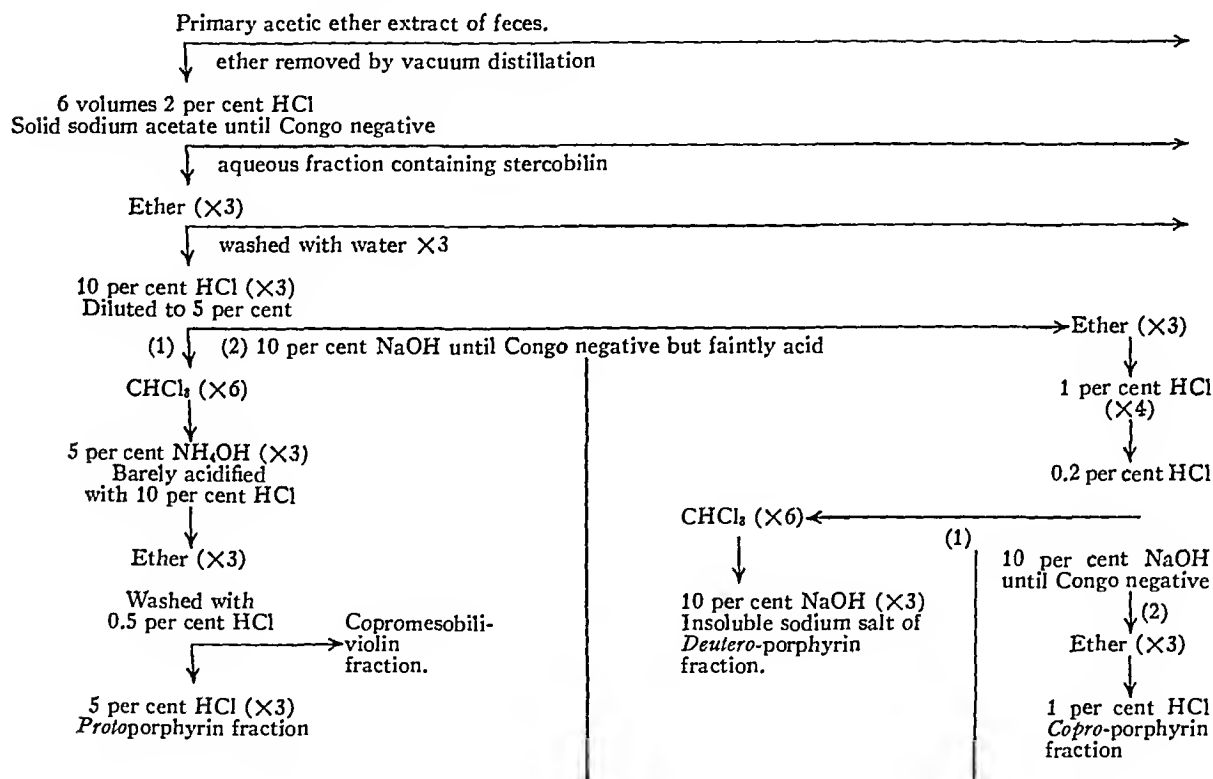 Primary acetic ether extract of feces.
ether removed by vacuum distillation
6 volumes 2 per cent HCl
Solid sodium acetate until Congo negative
aqueous fraction containing stercobilin
Ether (×3)
washed with water ×3
10 per cent HCl (×3)
Diluted to 5 per cent
(1)
(2) 10 per cent NaOH until Congo negative but faintly acid
CHCl₃ (×6)
5 per cent NH₄OH (×3)
Barely acidified
with 10 per cent HCl
Ether (×3)
Washed with
0.5 per cent HCl
Copromesobili-
violin
fraction.
5 per cent HCl (×3)
Protoporphyrin fraction
Ether (×3)
1 per cent HCl
(×4)
0.2 per cent HCl
CHCl₃ (×6)
(1)
10 per cent NaOH (×3)
Insoluble sodium salt of
Deutero-porphyrin
fraction.
10 per cent NaOH
until Congo negative
(2)
Ether (×3)
1 per cent HCl
Copro-porphyrin
fraction